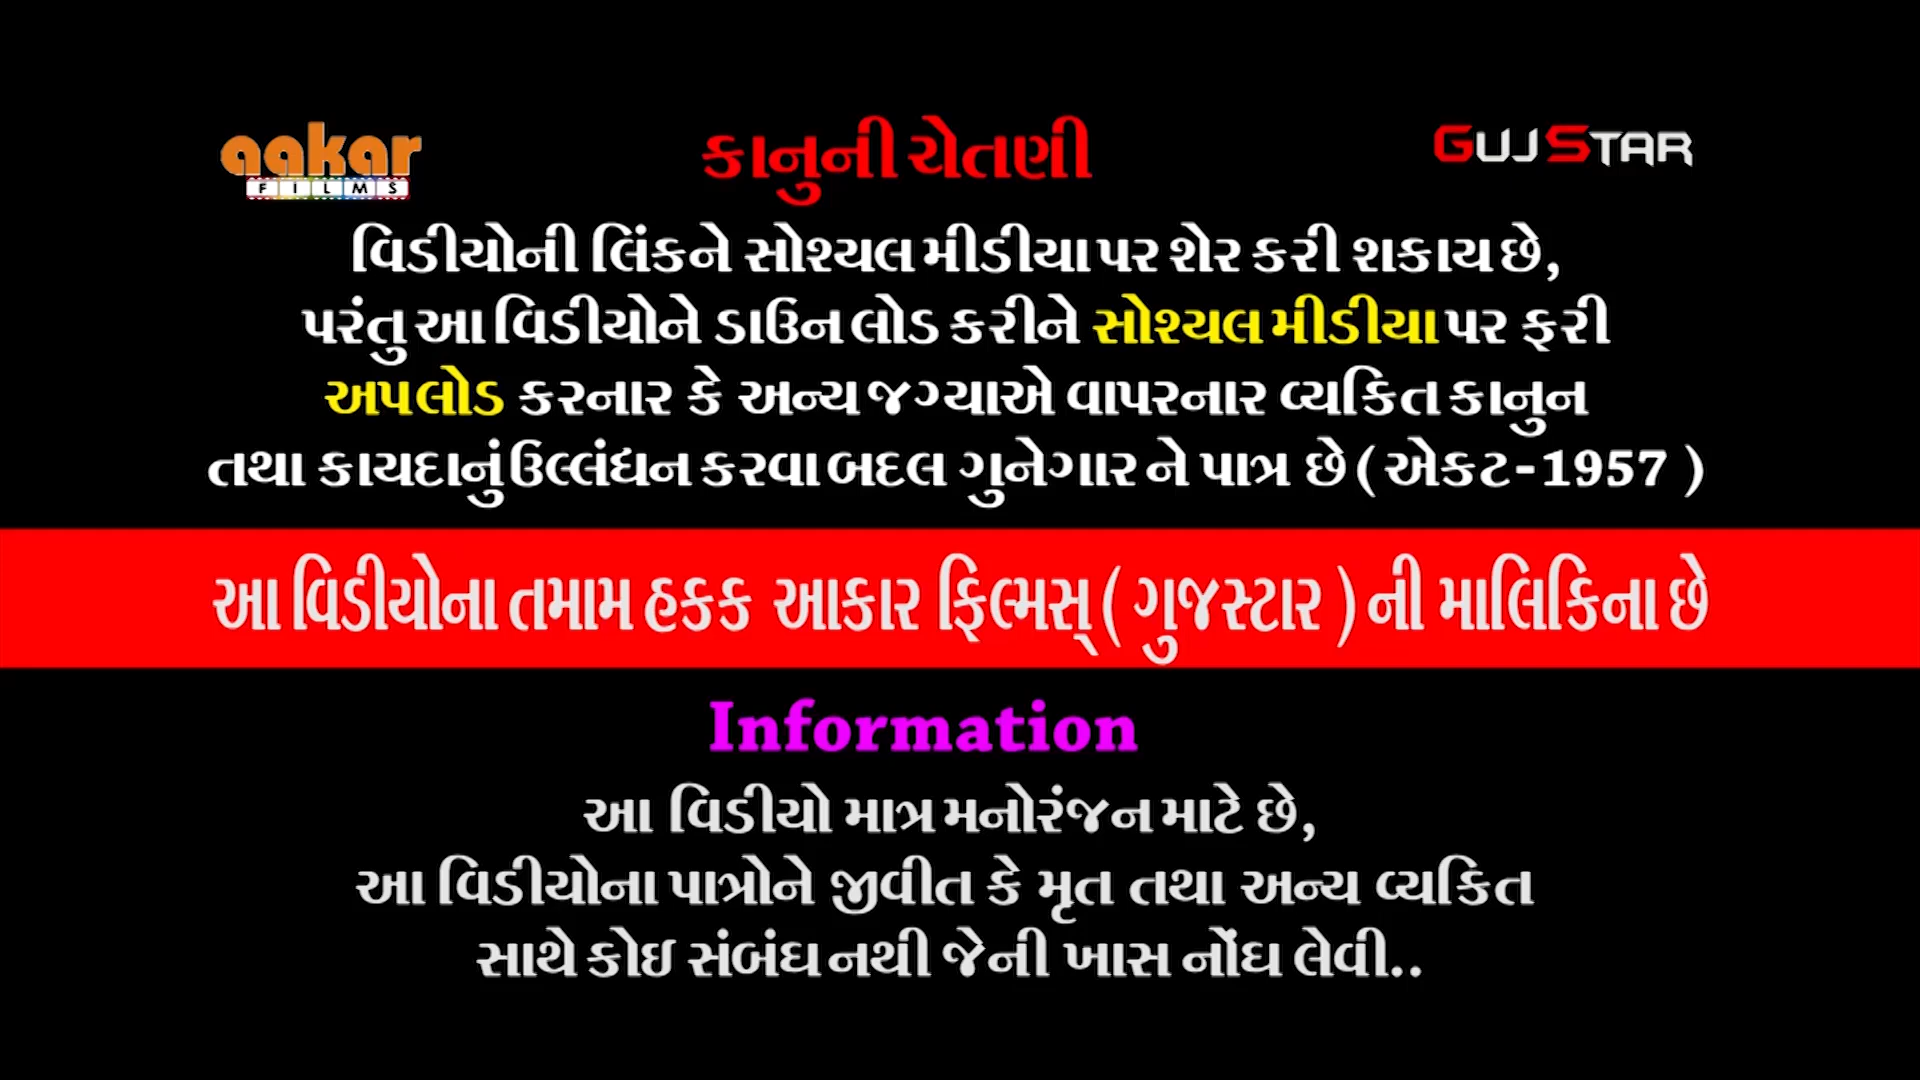 aakar
FILMS
કાનુની ચેતણી
GUJSTAR
વિડીયોની લિંકને સોશ્યલ મીડીયા પર શેર કરી શકાય છે,
પરંતુ આ વિડીયોને ડાઉન લોડ કરીને સોશ્યલ મીડીયા પર ફરી
અપલોડ કરનાર કે અન્ય જગ્યાએ વાપરનાર વ્યકિત કાનુન
તથા કાયદાનું ઉલ્લંઘન કરવા બદલ ગુનેગાર ને પાત્ર છે ( એકટ-1957 )
આ વિડીયોના તમામ હકક આકાર ફિલ્મસ્ ( ગુજસ્ટાર ) ની માલિકિના છે
Information
આ વિડીયો માત્ર મનોરંજન માટે છે,
આ વિડીયોના પાત્રોને જીવીત કે મૃત તથા અન્ય વ્યકિત
સાથે કોઇ સંબંઘ નથી જેની ખાસ નોંઘ લેવી..